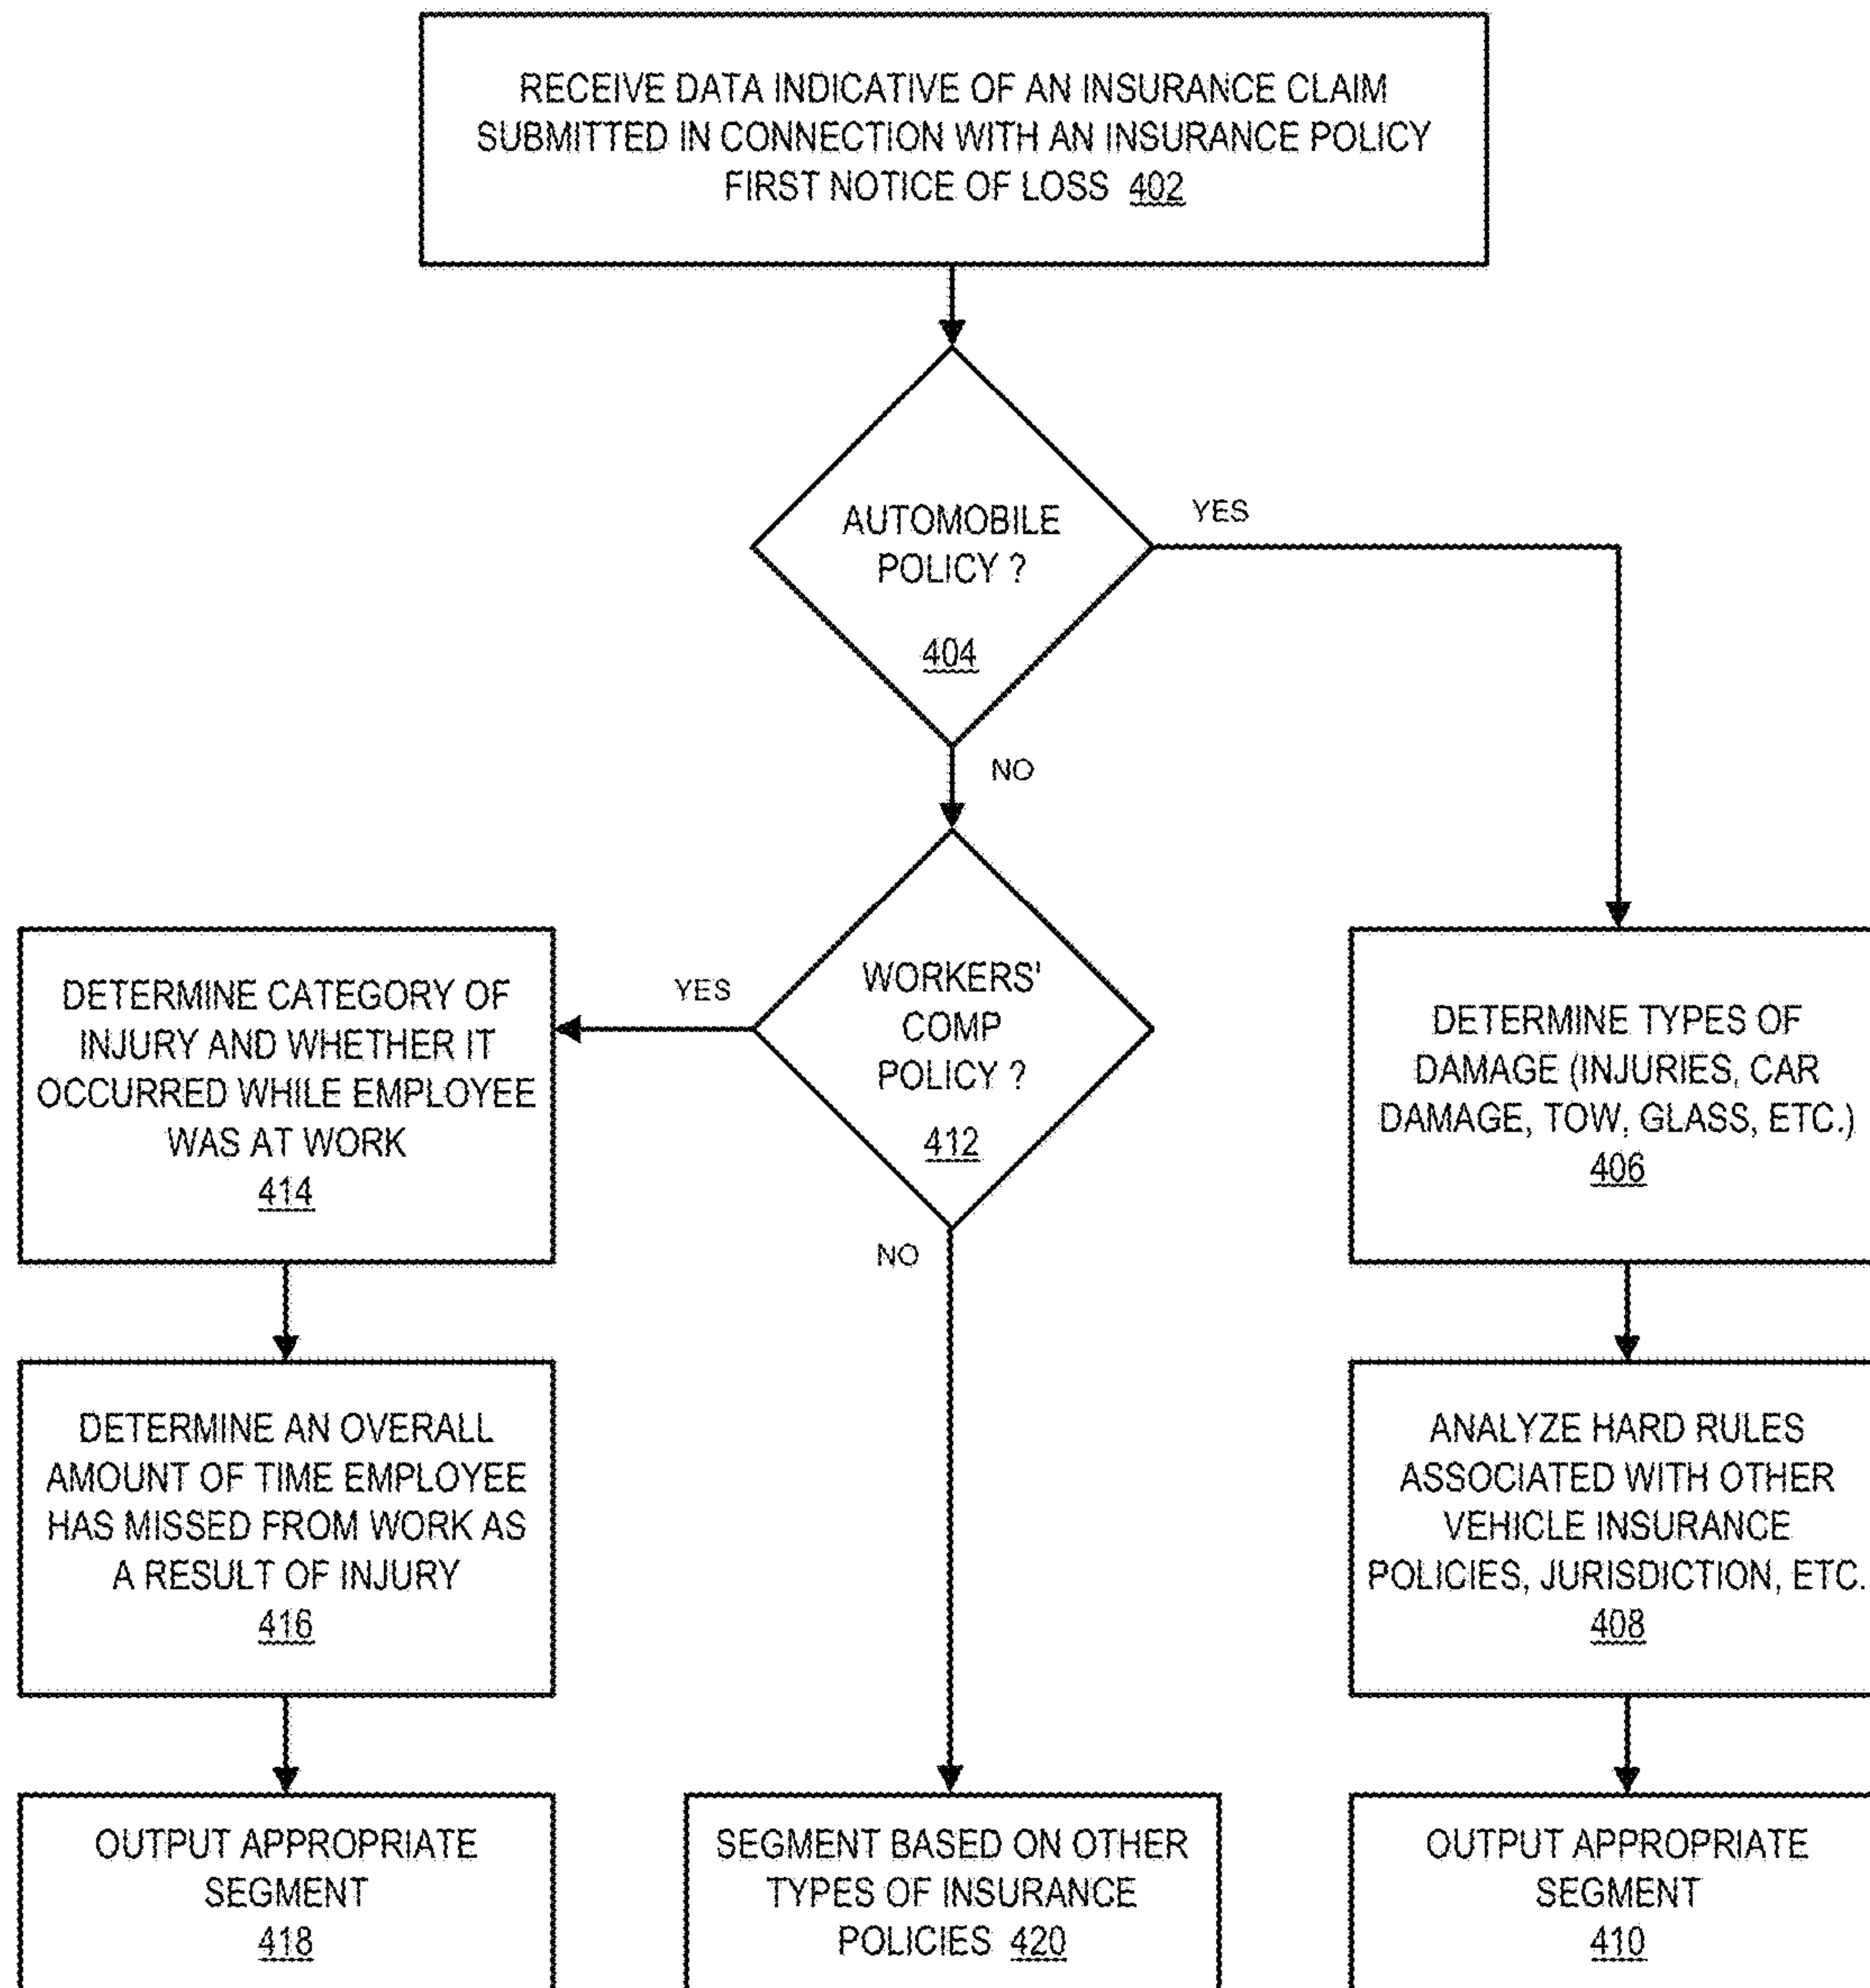 RECEIVE DATA INDICATIVE OF AN INSURANCE CLAIM
SUBMITTED IN CONNECTION WITH AN INSURANCE POLICY
FIRST NOTICE OF LOSS 402
AUTOMOBILE
POLICY ?
404
YES
NO
WORKERS'
COMP
POLICY ?
412
YES
NO
DETERMINE CATEGORY OF
INJURY AND WHETHER IT
OCCURRED WHILE EMPLOYEE
WAS AT WORK
414
DETERMINE TYPES OF
DAMAGE (INJURIES, CAR
DAMAGE, TOW, GLASS, ETC.)
406
DETERMINE AN OVERALL
AMOUNT OF TIME EMPLOYEE
HAS MISSED FROM WORK AS
A RESULT OF INJURY
416
ANALYZE HARD RULES
ASSOCIATED WITH OTHER
VEHICLE INSURANCE
POLICIES, JURISDICTION, ETC.
408
OUTPUT APPROPRIATE
SEGMENT
418
SEGMENT BASED ON OTHER
TYPES OF INSURANCE
POLICIES 420
OUTPUT APPROPRIATE
SEGMENT
410